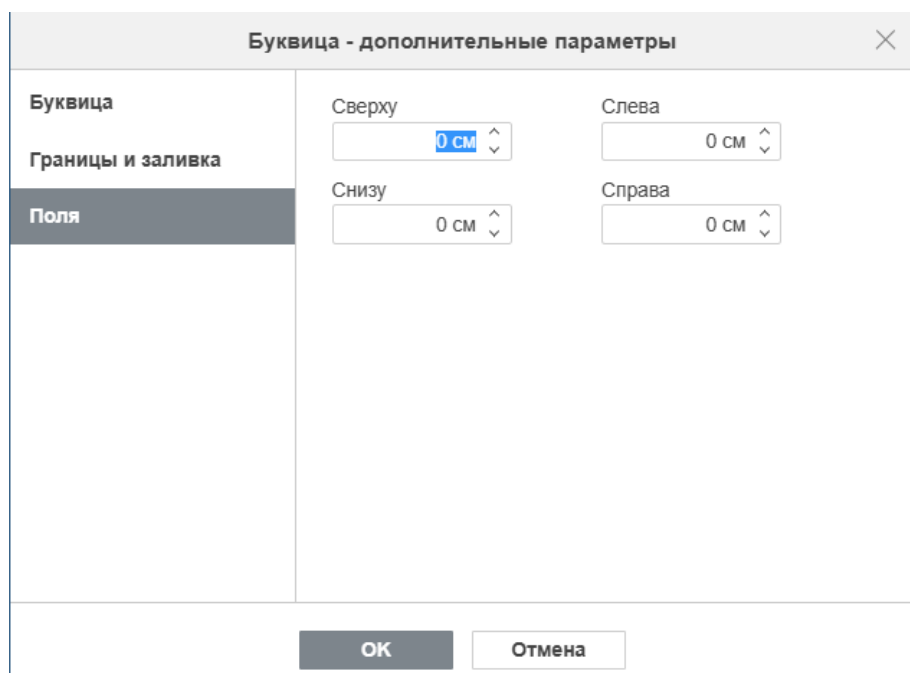 Буквица - дополнительные параметры
Буквица
Границы и заливка
Поля
Сверху
Слева
0 см
0 см
Снизу
Справа
0 см
0 см
OK
Отмена